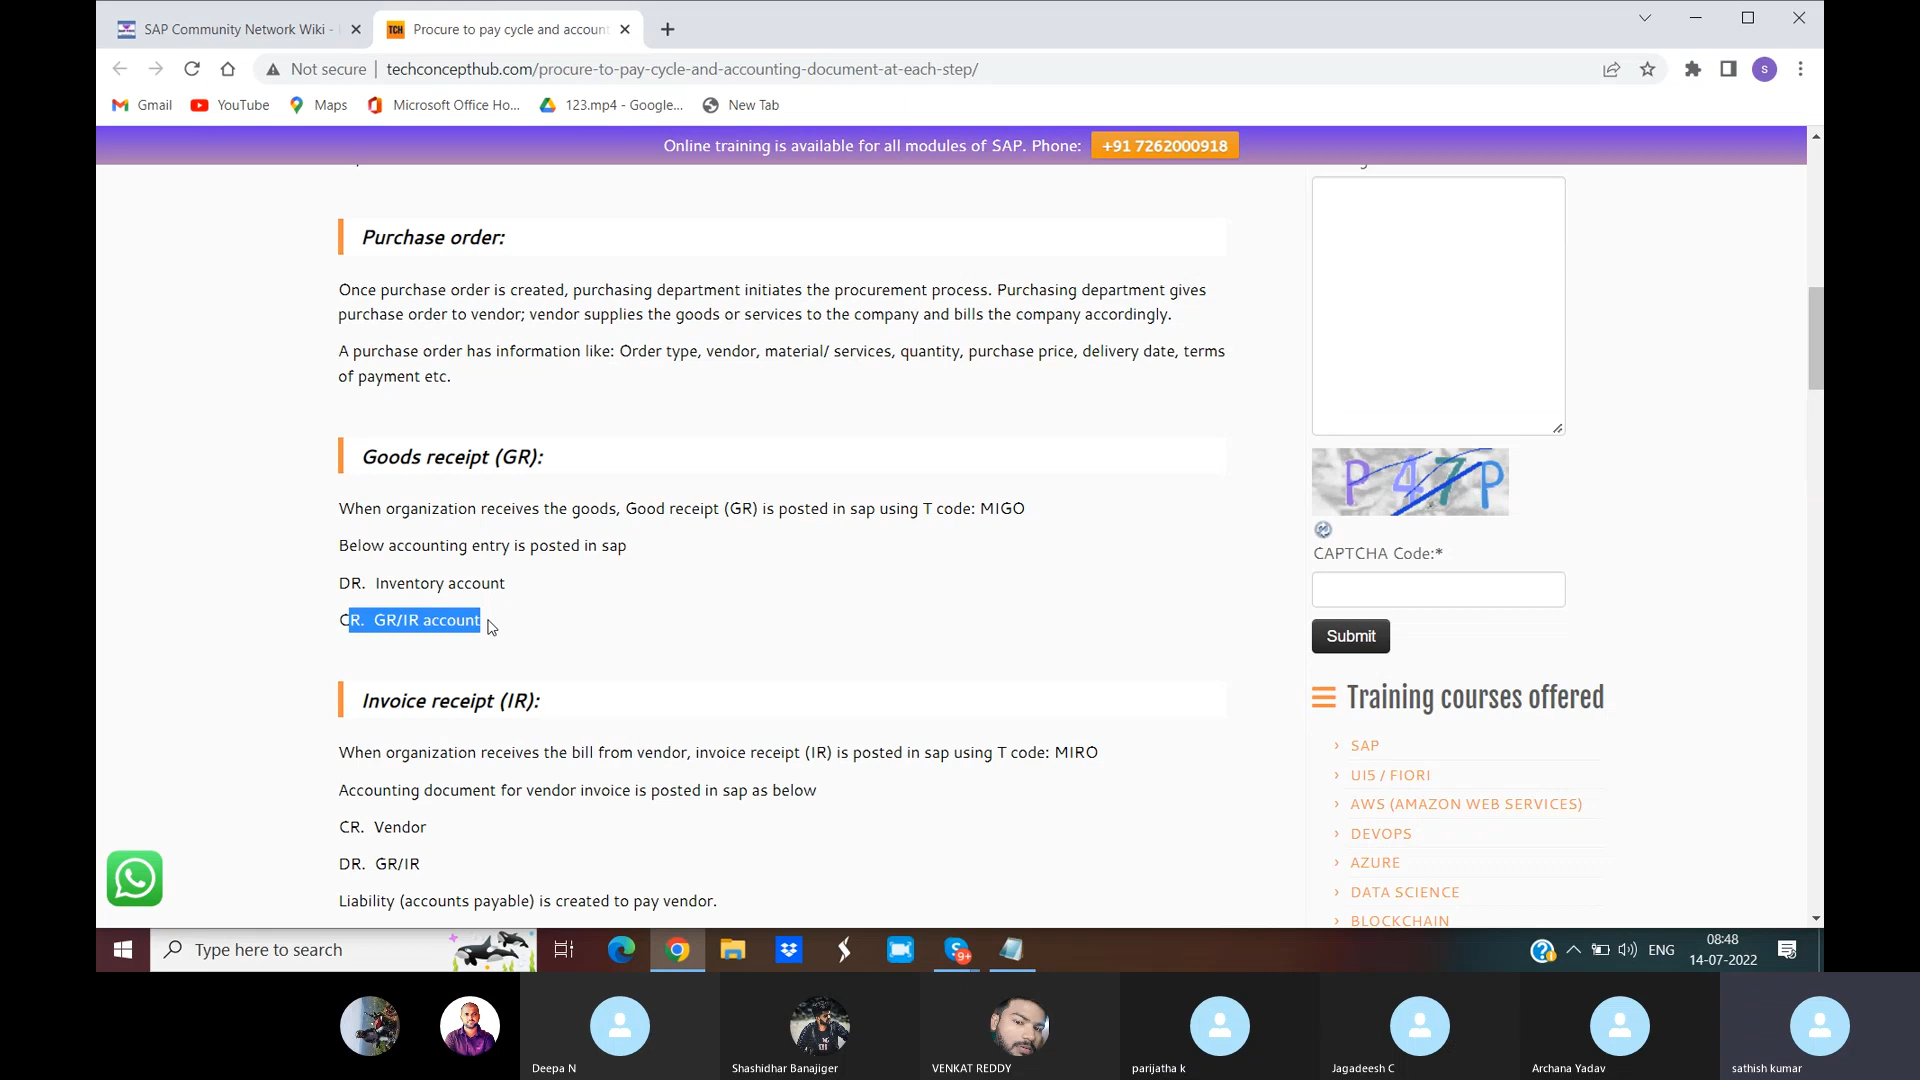 SAP Community Network Wiki -
TCH
Procure to pay cycle and account
Not secure
techconcepthub.com/procure-to-pay-cycle-and-accounting-document-at-each-step/
S
Gmail
YouTube
Maps
Microsoft Office Ho...
123.mp4 - Google...
New Tab
Online training is available for all modules of SAP. Phone: +91 7262000918
Purchase order:
Once purchase order is created, purchasing department initiates the procurement process. Purchasing department gives
purchase order to vendor; vendor supplies the goods or services to the company and bills the company accordingly.
A purchase order has information like: Order type, vendor, material/ services, quantity, purchase price, delivery date, terms
of payment etc.
Goods receipt (GR):
When organization receives the goods, Good receipt (GR) is posted in sap using T code: MIGO
Below accounting entry is posted in sap
DR. Inventory account
CR. GR/IR account
Invoice receipt (IR):
When organization receives the bill from vendor, invoice receipt (IR) is posted in sap using T code: MIRO
Accounting document for vendor invoice is posted in sap as below
CR. Vendor
DR. GR/IR
Liability (accounts payable) is created to pay vendor.
P47P
CAPTCHA Code:*
Submit
Training courses offered
SAP
UI5 / FIORI
AWS (AMAZON WEB SERVICES)
DEVOPS
AZURE
DATA SCIENCE
BLOCKCHAIN
Type here to search
9+
ENG
08:48
14-07-2022
Deepa N
Shashidhar Banajiger
VENKAT REDDY
parijatha k
Jagadeesh C
Archana Yadav
sathish kumar